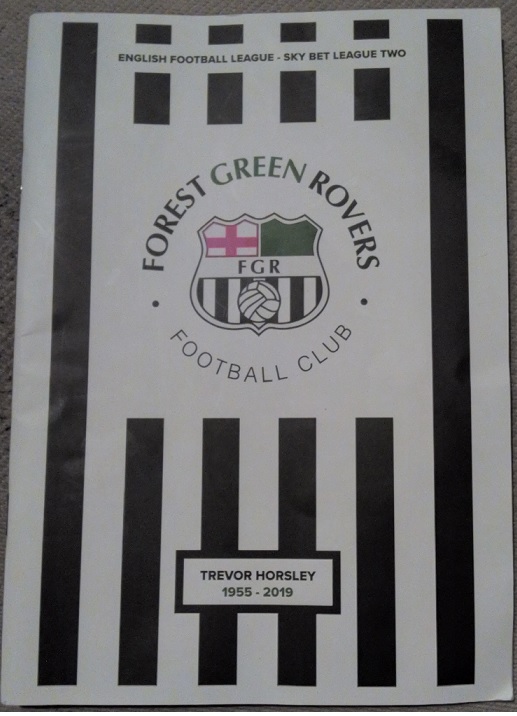 ENGLISH FOOTBALL LEAGUE - SKY BET LEAGUE TWO
FOREST GREEN ROVERS
FGR
• FOOTBALL CLUB •
TREVOR HORSLEY
1955 - 2019